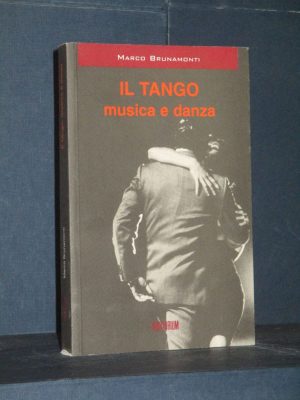 MARCO BRUNAMONTI
IL TANGO
musica e danza